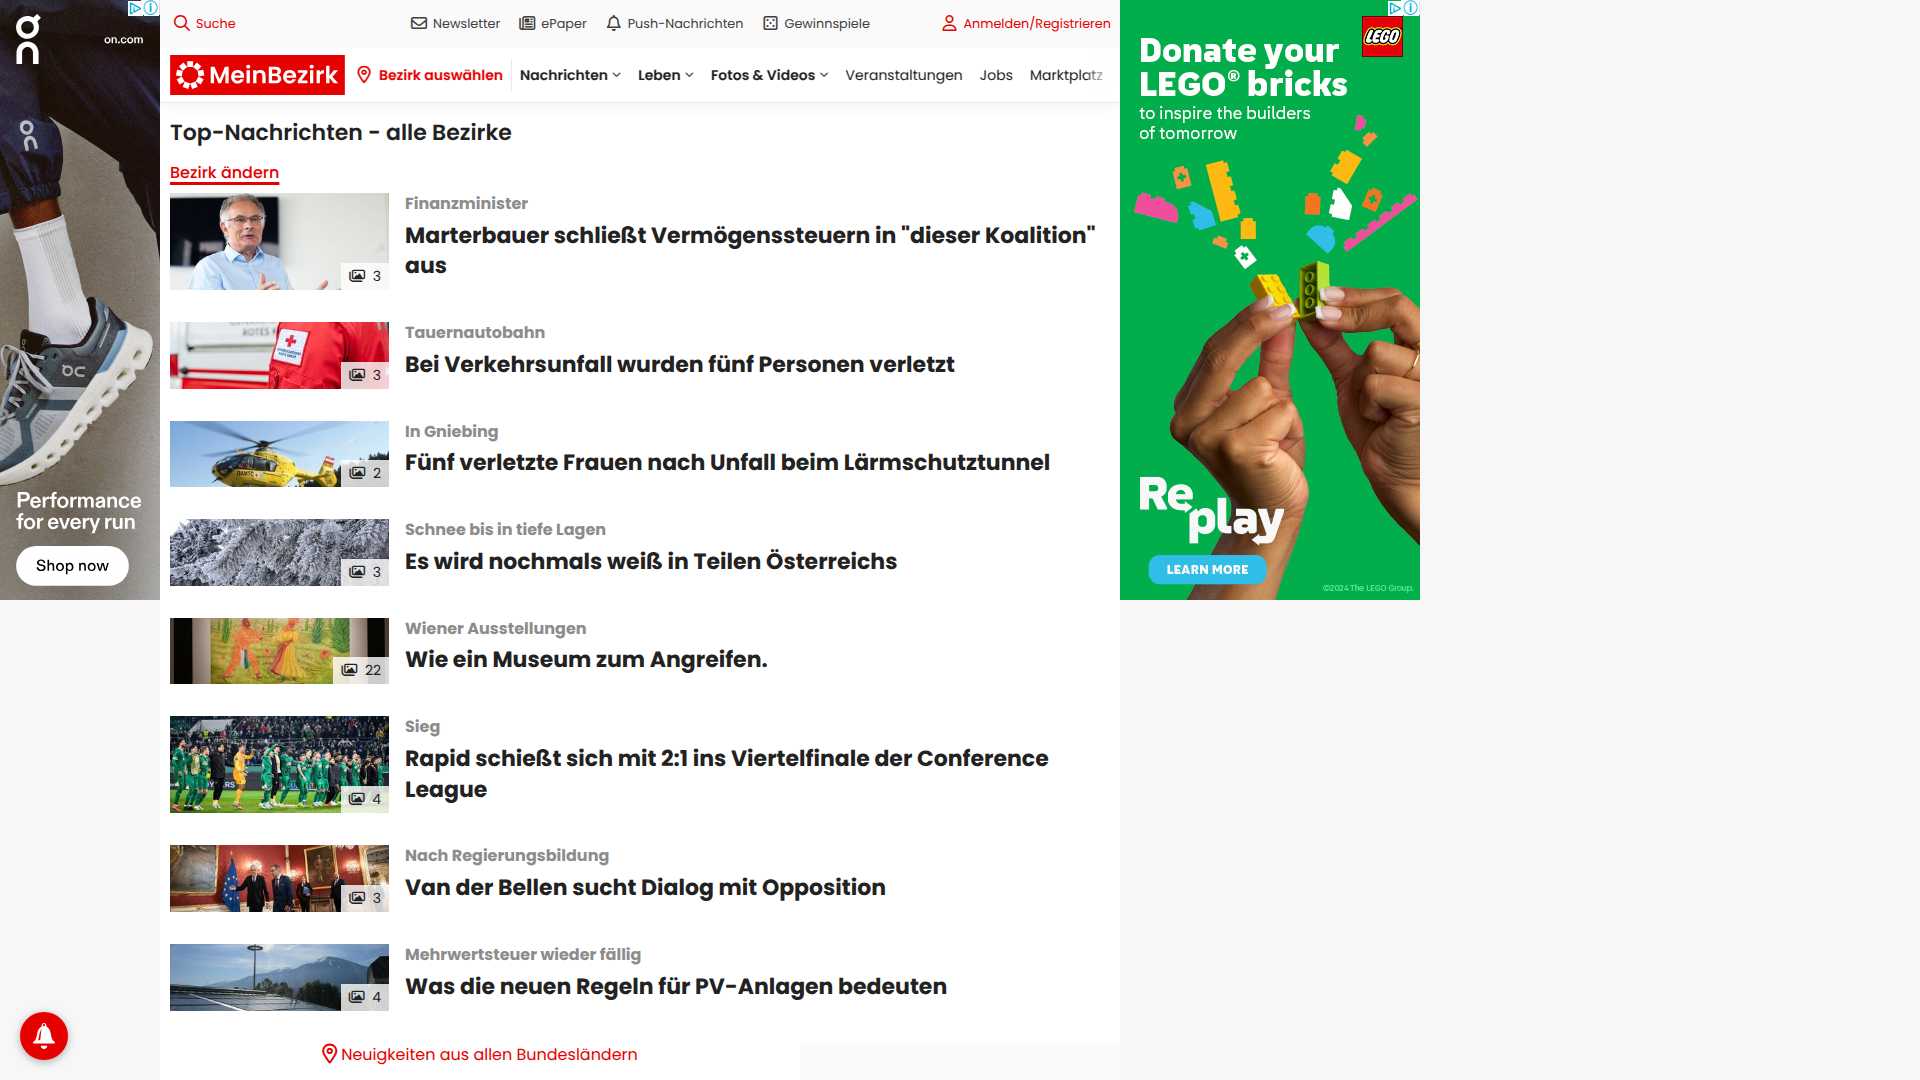 Suche
Newsletter
ePaper
Push-Nachrichten
Gewinnspiele
Anmelden/Registrieren
MeinBezirk
Bezirk auswählen
Nachrichten
Leben
Fotos & Videos
Veranstaltungen
Jobs
Marktplatz
Top-Nachrichten - alle Bezirke
Bezirk ändern
Finanzminister
Marterbauer schließt Vermögenssteuern in "dieser Koalition"
aus
3
Tauernautobahn
Bei Verkehrsunfall wurden fünf Personen verletzt
3
In Gniebing
Fünf verletzte Frauen nach Unfall beim Lärmschutztunnel
2
Schnee bis in tiefe Lagen
Es wird nochmals weiß in Teilen Österreichs
3
Wiener Ausstellungen
Wie ein Museum zum Angreifen.
22
Sieg
Rapid schießt sich mit 2:1 ins Viertelfinale der Conference
League
4
Nach Regierungsbildung
Van der Bellen sucht Dialog mit Opposition
3
Mehrwertsteuer wieder fällig
Was die neuen Regeln für PV-Anlagen bedeuten
4
Neuigkeiten aus allen Bundesländern
on
on.com
Performance
for every run
Shop now
LEGO
Donate your
LEGO® bricks
to inspire the builders
of tomorrow
Re
play
LEARN MORE
©2024 The LEGO Group.